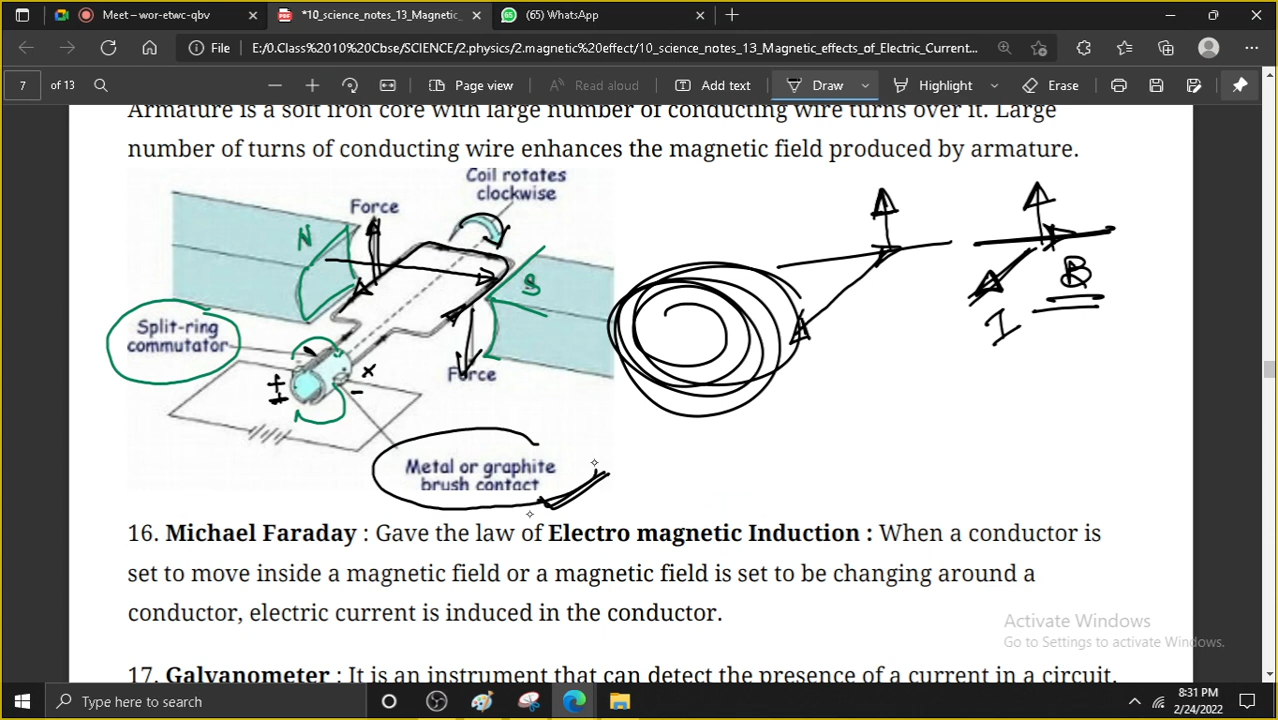 Meet – wor-etwc-qbv
*10_science_notes_13_Magnetic_
(65) WhatsApp
File
E:/0.Class%2010%20Cbse/SCIENCE/2.physics/2.magnetic%20effect/10_science_notes_13_Magnetic_effects_of_Electric_Current...
7 of 13
Page view
Read aloud
Add text
Draw
Highlight
Erase
Armature is a soft iron core with large number of conducting wire turns over it. Large
number of turns of conducting wire enhances the magnetic field produced by armature.
Coil rotates
clockwise
Force
N
S
B
I
Split-ring
commutator
Force
+
x
-
Metal or graphite
brush contact
16. Michael Faraday : Gave the law of Electro magnetic Induction : When a conductor is
set to move inside a magnetic field or a magnetic field is set to be changing around a
conductor, electric current is induced in the conductor.
Activate Windows
Go to Settings to activate Windows.
17. Galvanometer : It is an instrument that can detect the presence of a current in a circuit.
Type here to search
8:31 PM
2/24/2022